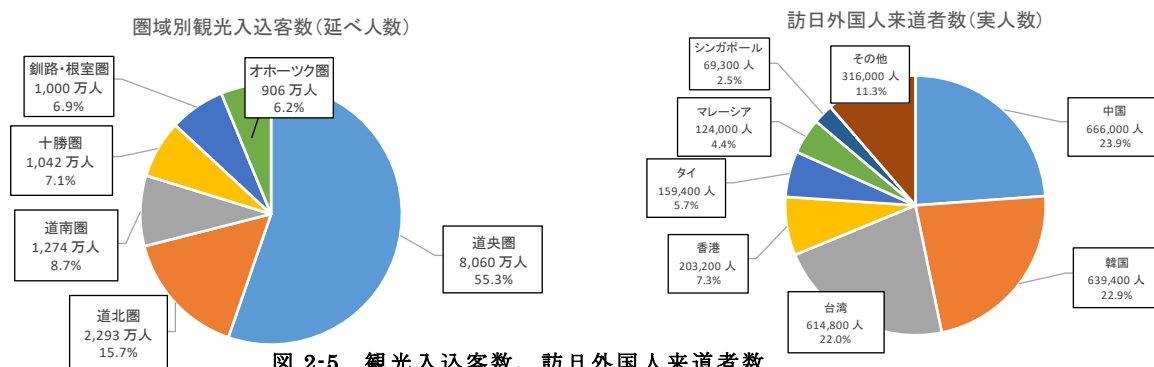 圏域別観光入込客数(延べ人数)
オホーツク圏
906 万人
6.2%
釧路・根室圏
1,000 万人
6.9%
十勝圏
1,042 万人
7.1%
道南圏
1,274 万人
8.7%
道北圏
2,293 万人
15.7%
道央圏
8,060 万人
55.3%
訪日外国人来道者数(実人数)
シンガポール
69,300 人
2.5%
その他
316,000 人
11.3%
マレーシア
124,000 人
4.4%
タイ
159,400 人
5.7%
香港
203,200 人
7.3%
台湾
614,800 人
22.0%
中国
666,000 人
23.9%
韓国
639,400 人
22.9%
図 2-5 観光入込客数、訪日外国人来道者数